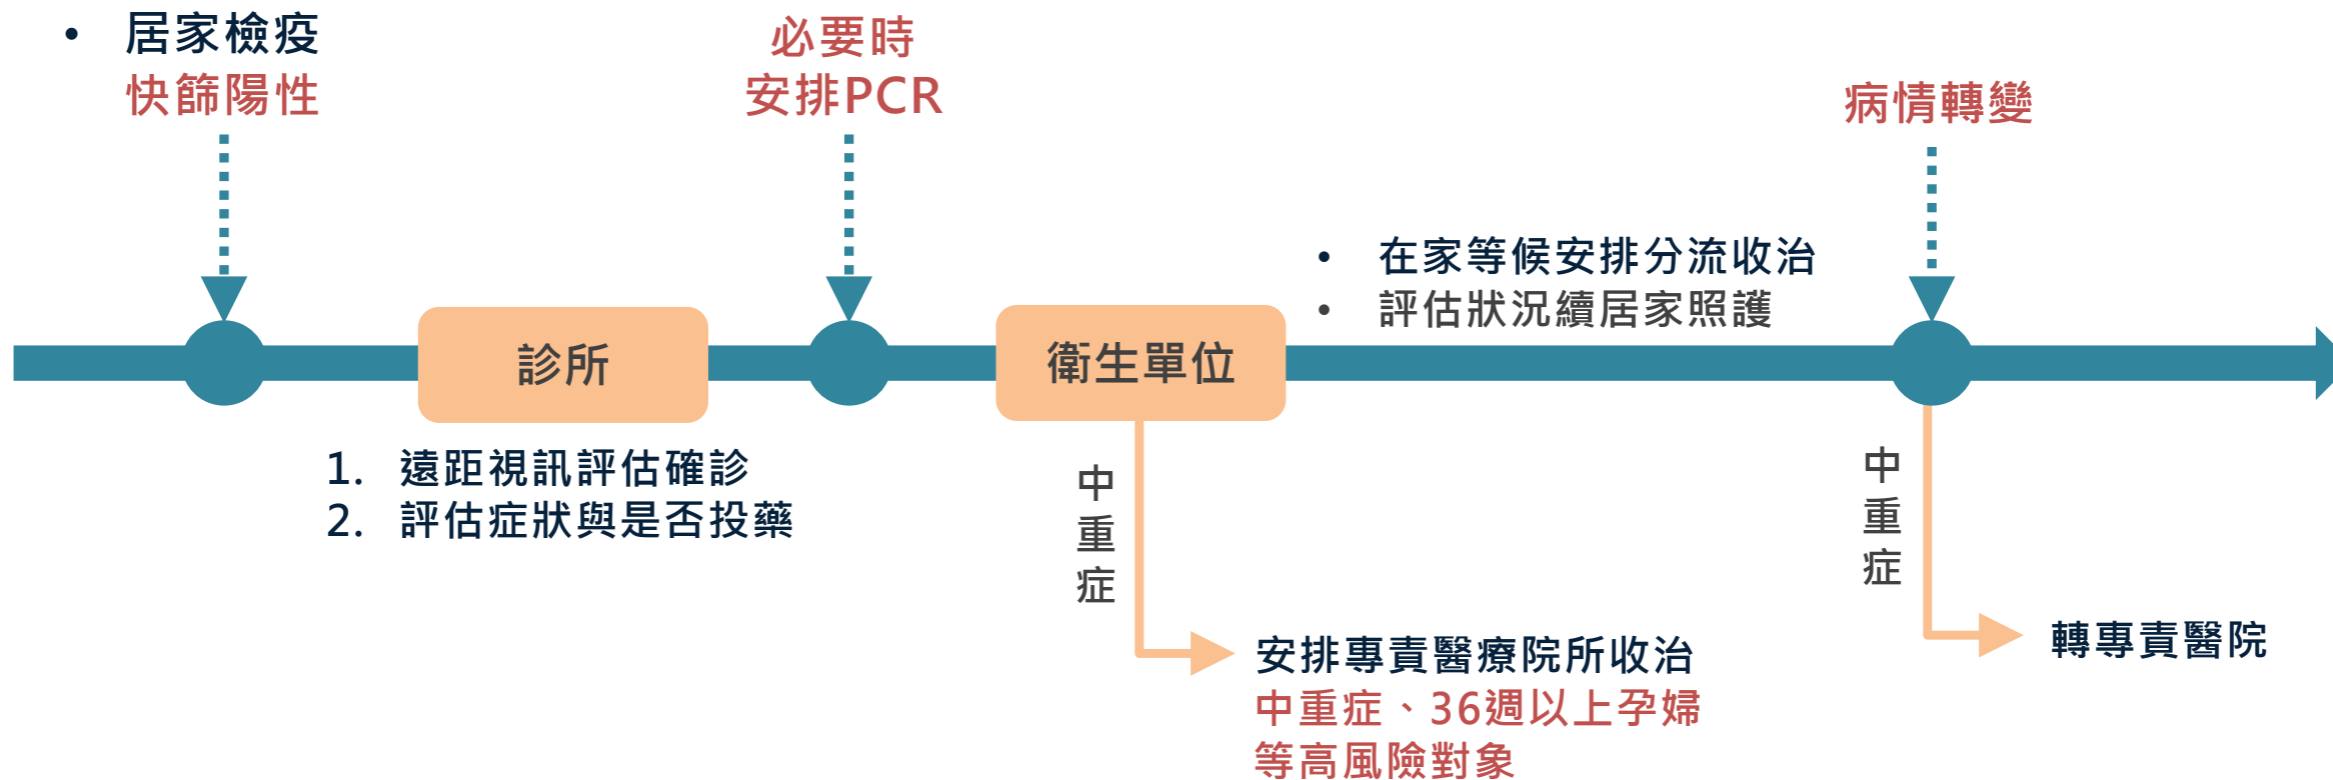 • 居家檢疫
快篩陽性
必要時
安排PCR
病情轉變
• 在家等候安排分流收治
• 評估狀況續居家照護
診所
衛生單位
1. 遠距視訊評估確診
2. 評估症狀與是否投藥
中重症
中重症
安排專責醫療院所收治
中重症、36週以上孕婦
等高風險對象
轉專責醫院